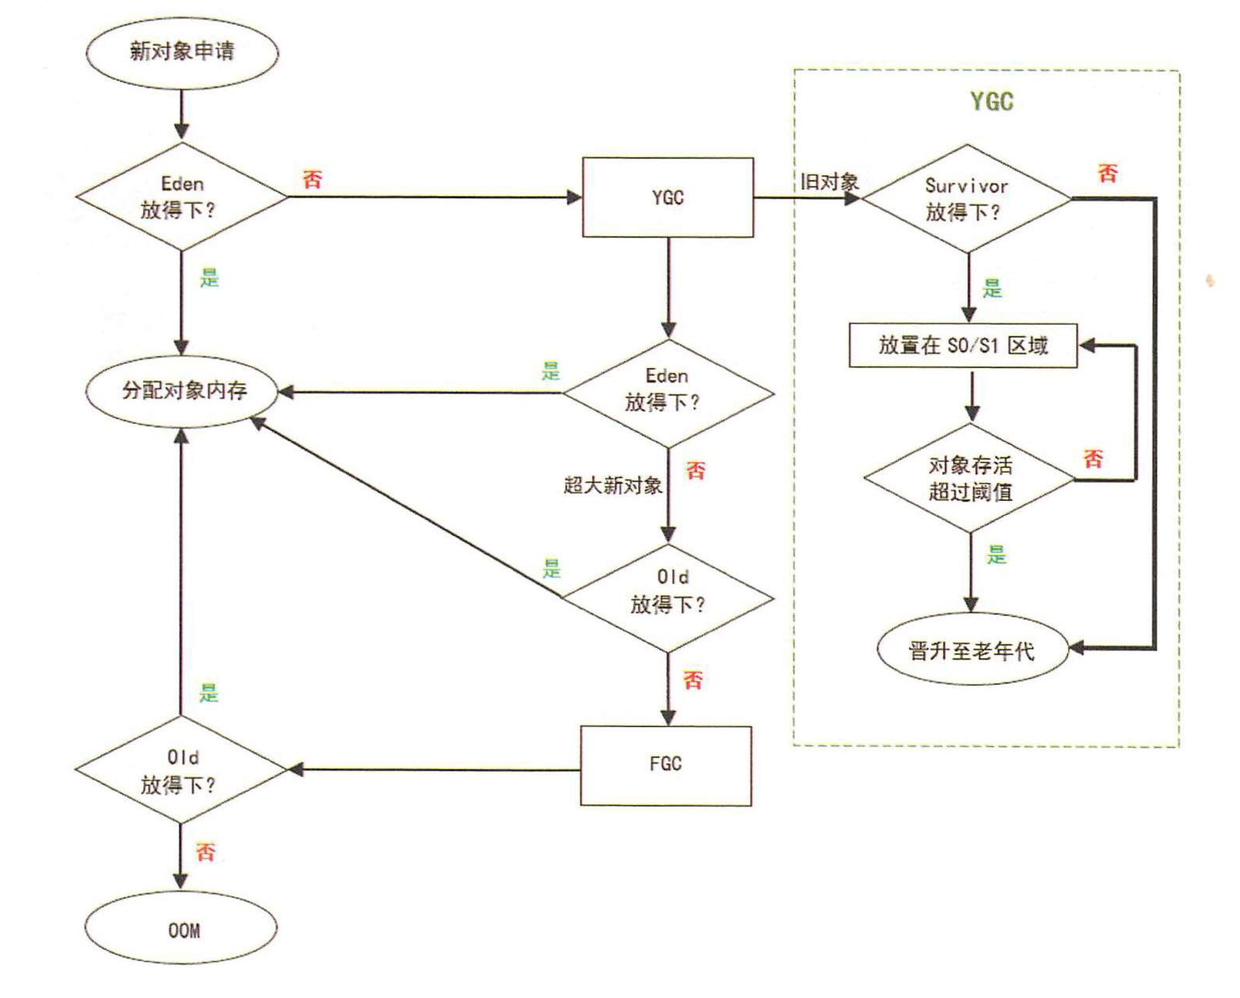 新对象申请
YGC
Eden
放得下?
否
YGC
旧对象
Survivor
放得下?
否
是
是
放置在 S0/S1 区域
分配对象内存
是
Eden
放得下?
否
超大新对象
对象存活
超过阈值
否
是
是
Old
放得下?
晋升至老年代
否
是
Old
放得下?
FGC
否
OOM